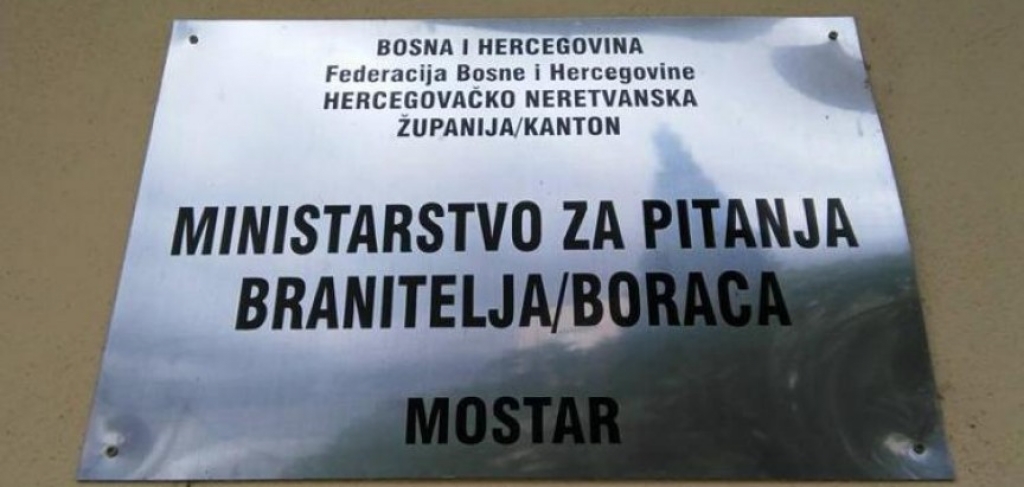 BOSNA I HERCEGOVINA
Federacija Bosne i Hercegovine
HERCEGOVAČKO NERETVANSKA
ŽUPANIJA/KANTON
MINISTARSTVO ZA PITANJA
BRANITELJA/BORACA
MOSTAR